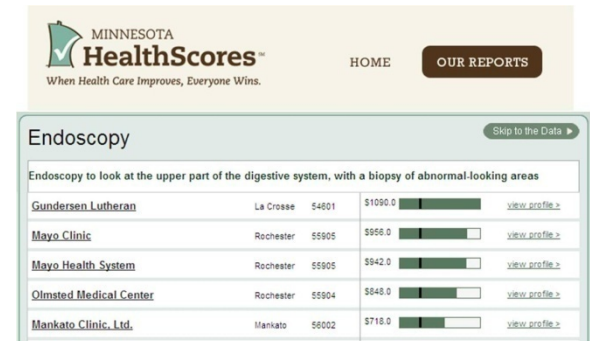 MINNESOTA
HealthScores™
When Health Care Improves, Everyone Wins.
HOME
OUR REPORTS
Endoscopy
Skip to the Data ▶
Endoscopy to look at the upper part of the digestive system, with a biopsy of abnormal-looking areas
Gundersen Lutheran La Crosse 54601 $1090.0 view profile >
Mayo Clinic Rochester 55905 $956.0 view profile >
Mayo Health System Rochester 55905 $942.0 view profile >
Olmsted Medical Center Rochester 55904 $848.0 view profile >
Mankato Clinic, Ltd. Mankato 56002 $718.0 view profile >